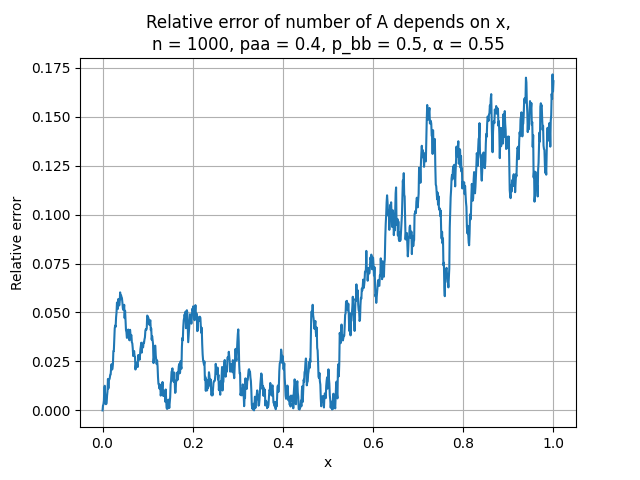 Relative error of number of A depends on x,
n = 1000, paa = 0.4, p_bb = 0.5, α = 0.55
0.175
0.150
0.125
0.100
0.075
0.050
0.025
0.000
Relative error
0.0 0.2 0.4 0.6 0.8 1.0
x